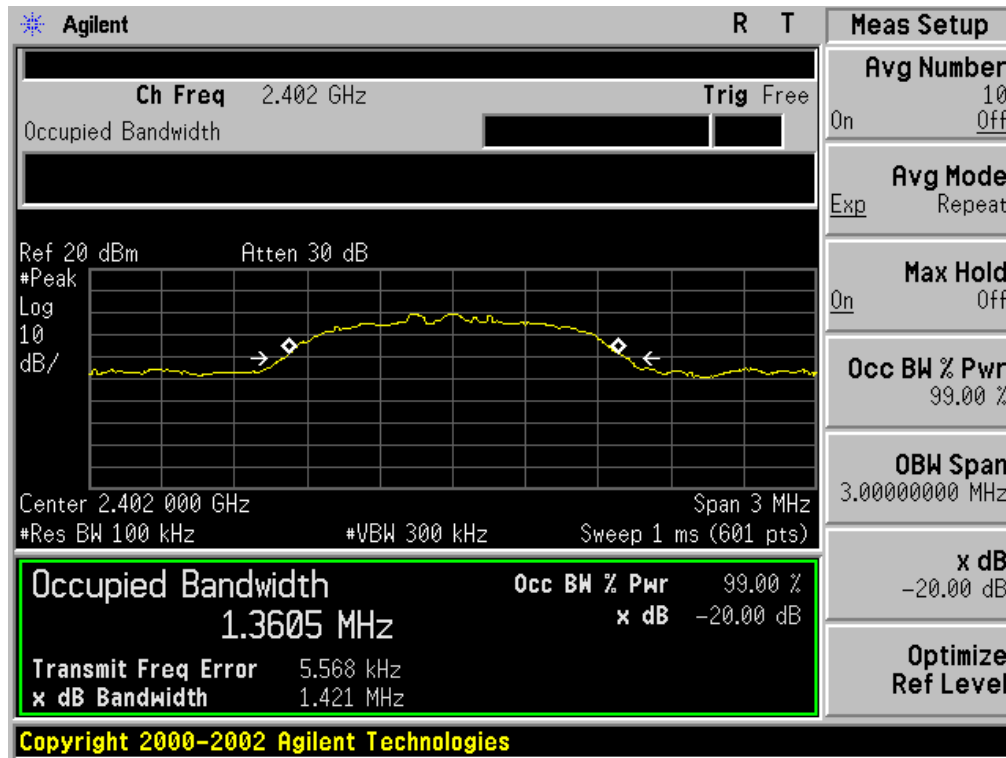 Agilent R T
Ch Freq 2.402 GHz Trig Free
Occupied Bandwidth
Ref 20 dBm Atten 30 dB
#Peak
Log
10
dB/
Center 2.402 000 GHz Span 3 MHz
#Res BW 100 kHz #VBW 300 kHz Sweep 1 ms (601 pts)
Occupied Bandwidth Occ BW % Pwr 99.00 %
1.3605 MHz x dB -20.00 dB
Transmit Freq Error 5.568 kHz
x dB Bandwidth 1.421 MHz
Copyright 2000-2002 Agilent Technologies
Meas Setup
Avg Number
10
On Off
Avg Mode
Exp Repeat
Max Hold
On Off
Occ BW % Pwr
99.00 %
OBW Span
3.00000000 MHz
x dB
-20.00 dB
Optimize
Ref Level